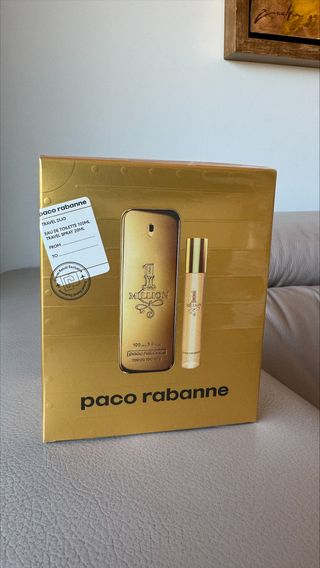 paco rabanne
TRAVEL DUO
EAU DE TOILETTE 100ML
TRAVEL SPRAY 20ML
FROM
TO
1
MILLION
100 ml
paco rabanne
MILLION
paco rabanne